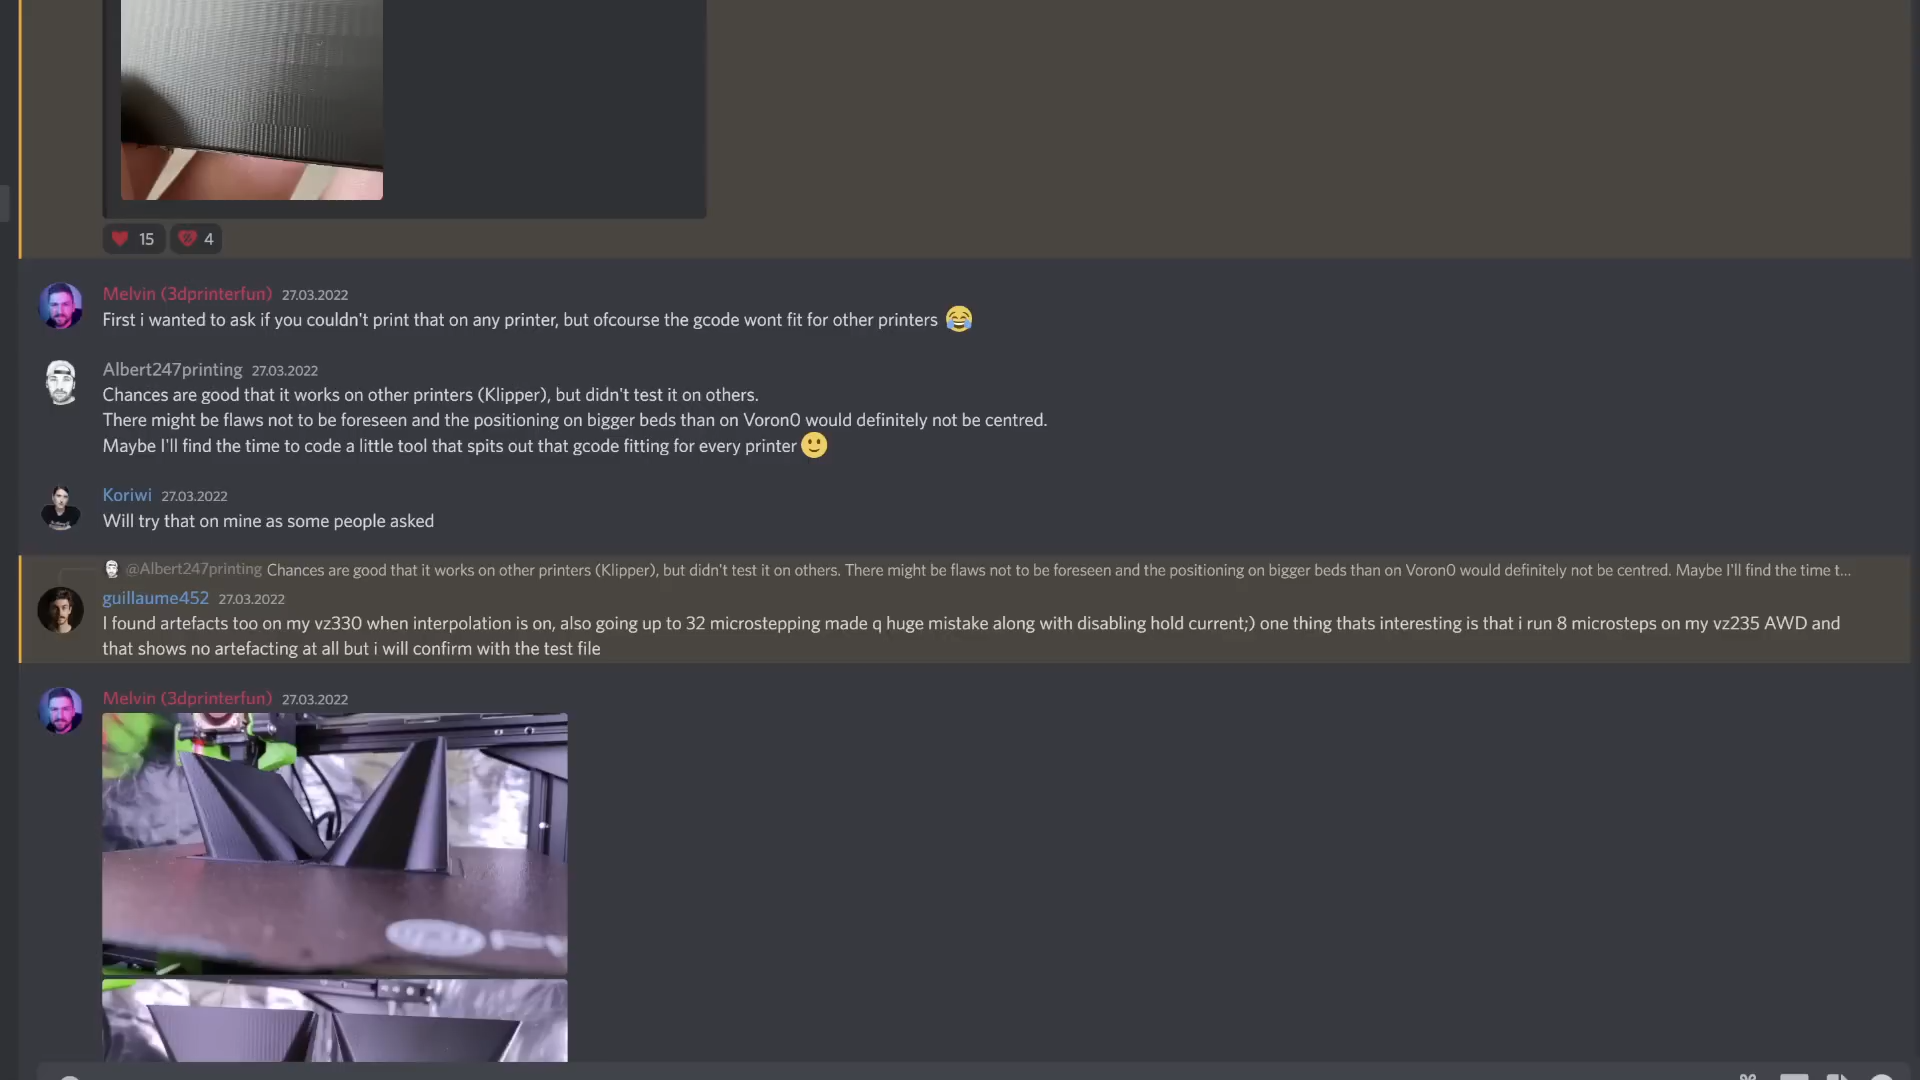 15 4
Melvin (3dprinterfun) 27.03.2022
First i wanted to ask if you couldn't print that on any printer, but ofcourse the gcode wont fit for other printers 😂
Albert247printing 27.03.2022
Chances are good that it works on other printers (Klipper), but didn't test it on others.
There might be flaws not to be foreseen and the positioning on bigger beds than on Voron0 would definitely not be centred.
Maybe I'll find the time to code a little tool that spits out that gcode fitting for every printer 🙂
Koriwi 27.03.2022
Will try that on mine as some people asked
@Albert247printing Chances are good that it works on other printers (Klipper), but didn't test it on others. There might be flaws not to be foreseen and the positioning on bigger beds than on Voron0 would definitely not be centred. Maybe I'll find the time t...
guillaume452 27.03.2022
I found artefacts too on my vz330 when interpolation is on, also going up to 32 microstepping made q huge mistake along with disabling hold current;) one thing thats interesting is that i run 8 microsteps on my vz235 AWD and
that shows no artefacting at all but i will confirm with the test file
Melvin (3dprinterfun) 27.03.2022